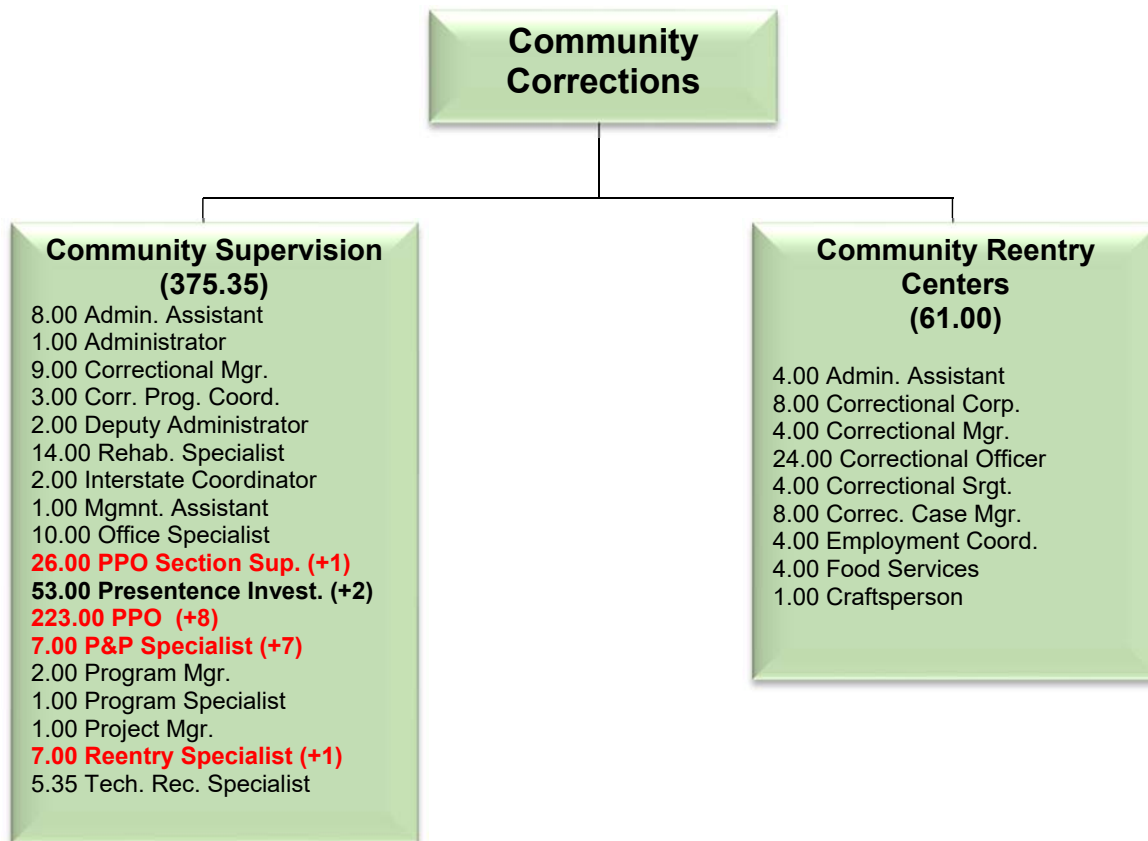 Community
Corrections
Community Supervision
(375.35)
8.00 Admin. Assistant
1.00 Administrator
9.00 Correctional Mgr.
3.00 Corr. Prog. Coord.
2.00 Deputy Administrator
14.00 Rehab. Specialist
2.00 Interstate Coordinator
1.00 Mgmnt. Assistant
10.00 Office Specialist
26.00 PPO Section Sup. (+1)
53.00 Presentence Invest. (+2)
223.00 PPO (+8)
7.00 P&P Specialist (+7)
2.00 Program Mgr.
1.00 Program Specialist
1.00 Project Mgr.
7.00 Reentry Specialist (+1)
5.35 Tech. Rec. Specialist
Community Reentry
Centers
(61.00)
4.00 Admin. Assistant
8.00 Correctional Corp.
4.00 Correctional Mgr.
24.00 Correctional Officer
4.00 Correctional Srgt.
8.00 Correc. Case Mgr.
4.00 Employment Coord.
4.00 Food Services
1.00 Craftsperson